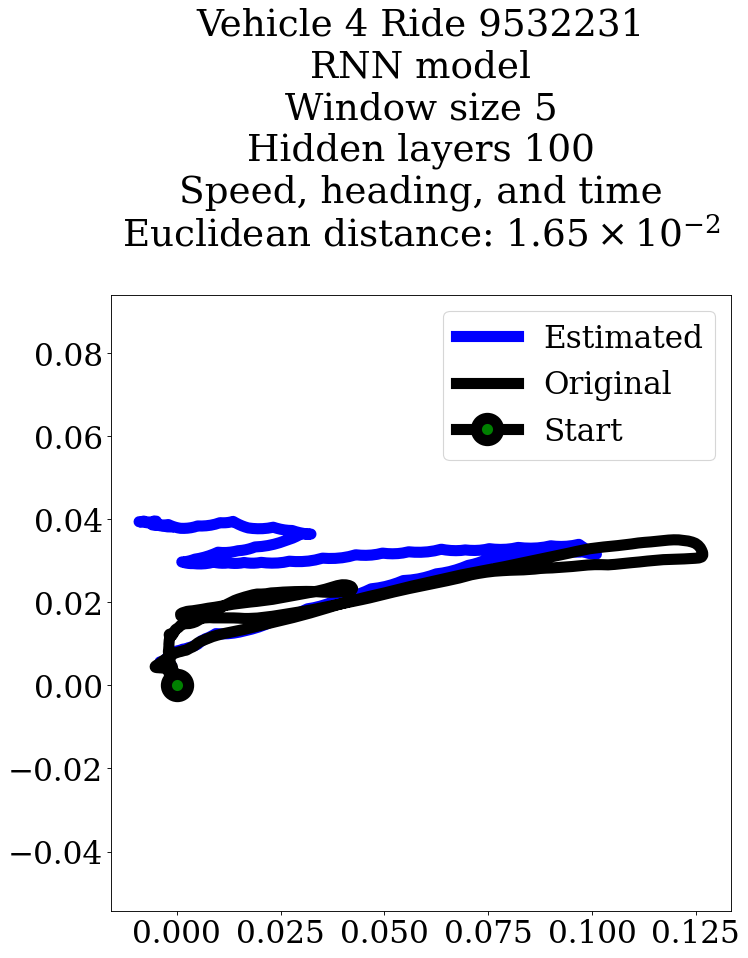 Vehicle 4 Ride 9532231
RNN model
Window size 5
Hidden layers 100
Speed, heading, and time
Euclidean distance: 1.65 × 10⁻²
Estimated
Original
Start
0.08
0.06
0.04
0.02
0.00
−0.02
−0.04
0.000 0.025 0.050 0.075 0.100 0.125